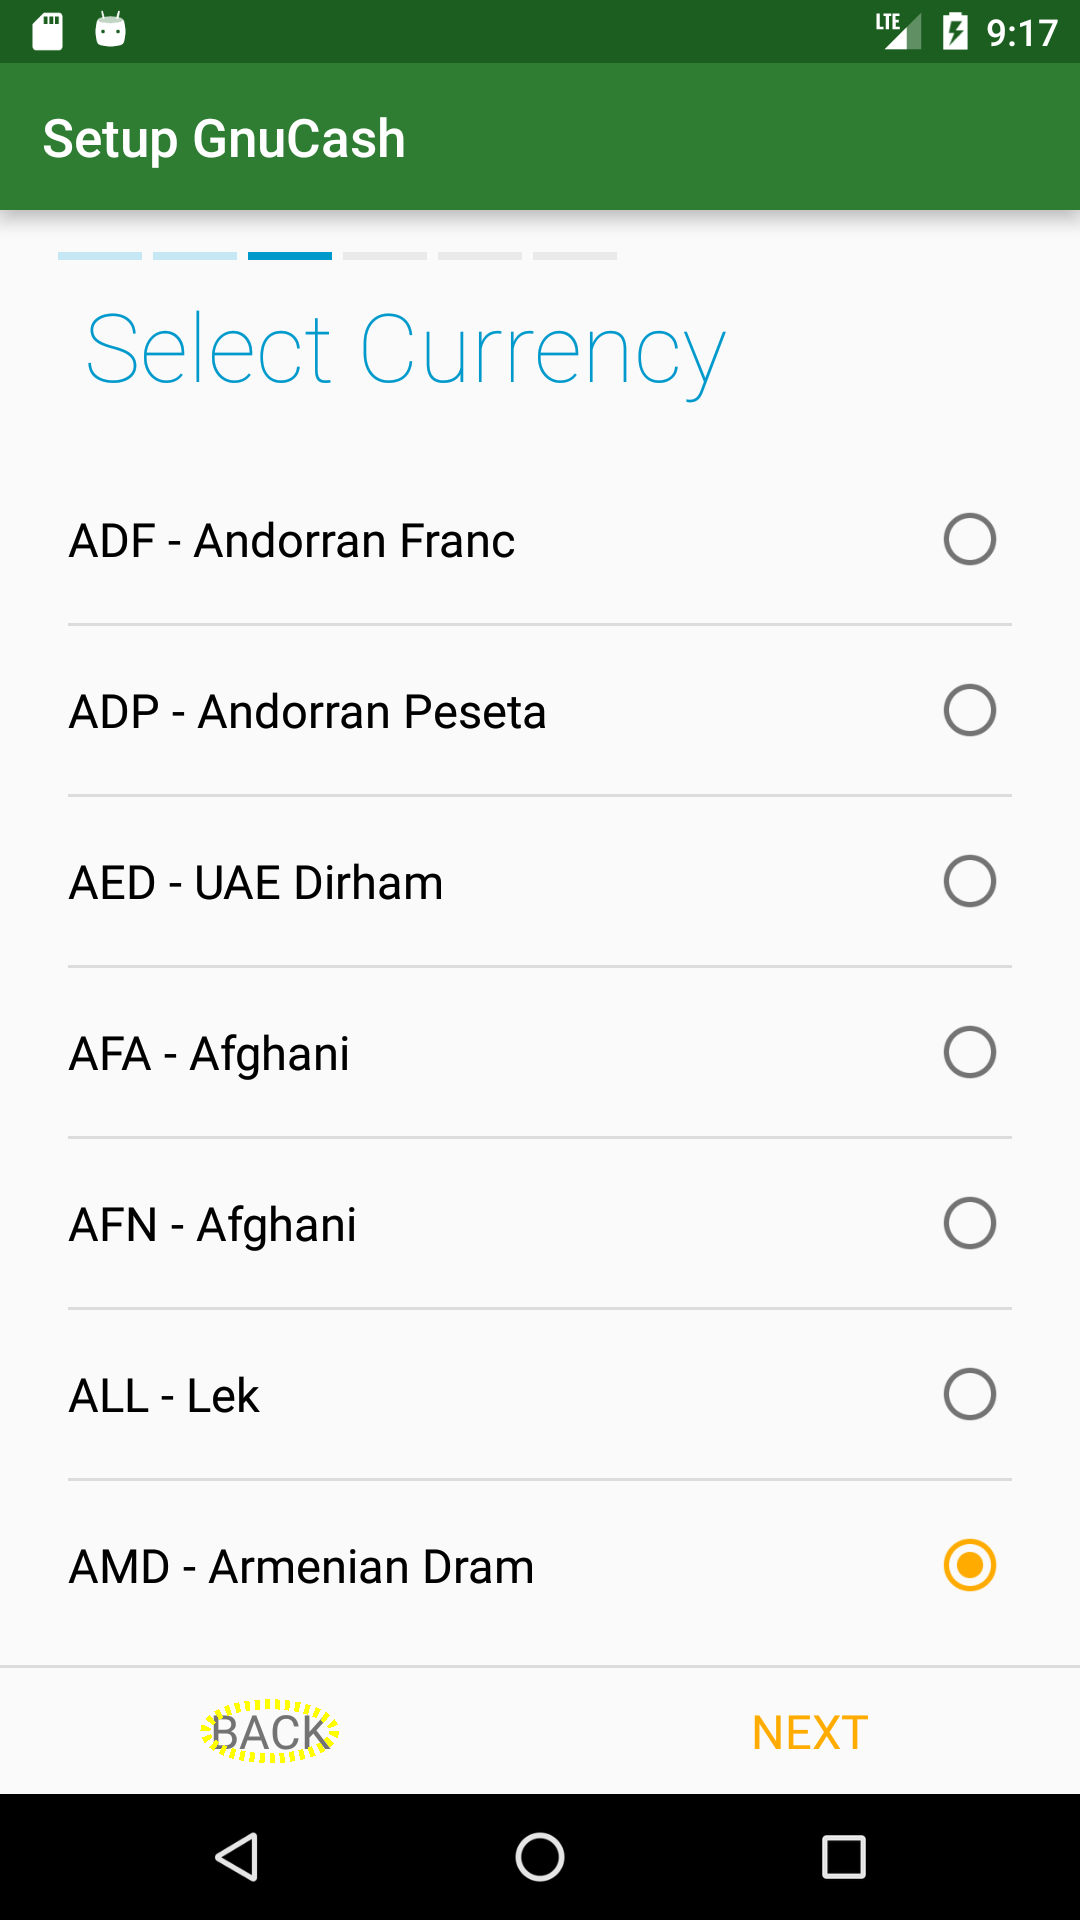 LTE 9:17
Setup GnuCash
Select Currency
ADF - Andorran Franc
ADP - Andorran Peseta
AED - UAE Dirham
AFA - Afghani
AFN - Afghani
ALL - Lek
AMD - Armenian Dram
BACK NEXT